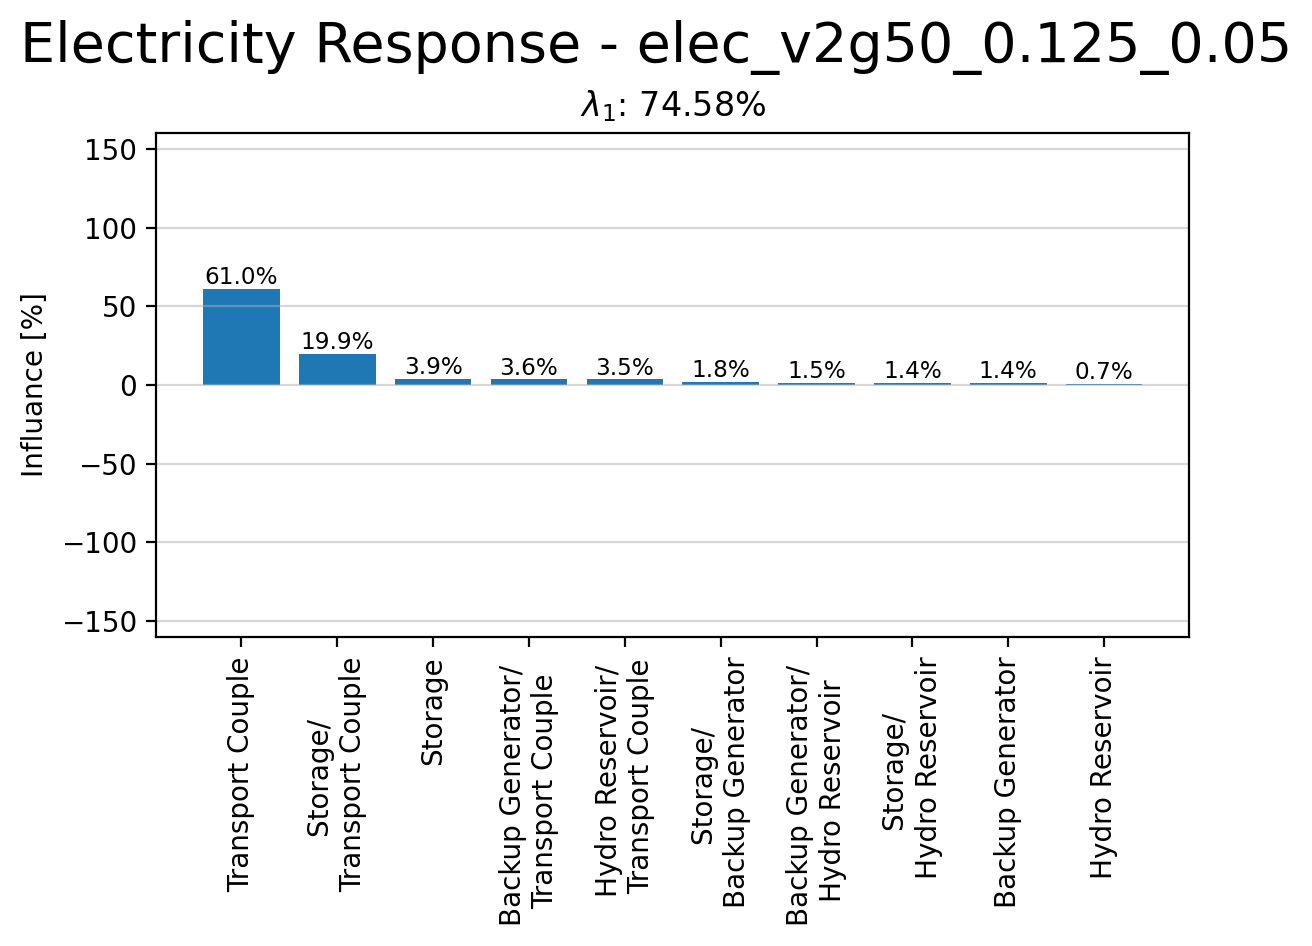 Electricity Response - elec_v2g50_0.125_0.05
λ₁: 74.58%
Influance [%]
150
100
50
0
−50
−100
−150
61.0%
19.9%
3.9%
3.6%
3.5%
1.8%
1.5%
1.4%
1.4%
0.7%
Transport Couple
Storage/
Transport Couple
Storage
Backup Generator/
Transport Couple
Hydro Reservoir/
Transport Couple
Storage/
Backup Generator
Backup Generator/
Hydro Reservoir
Storage/
Hydro Reservoir
Backup Generator
Hydro Reservoir